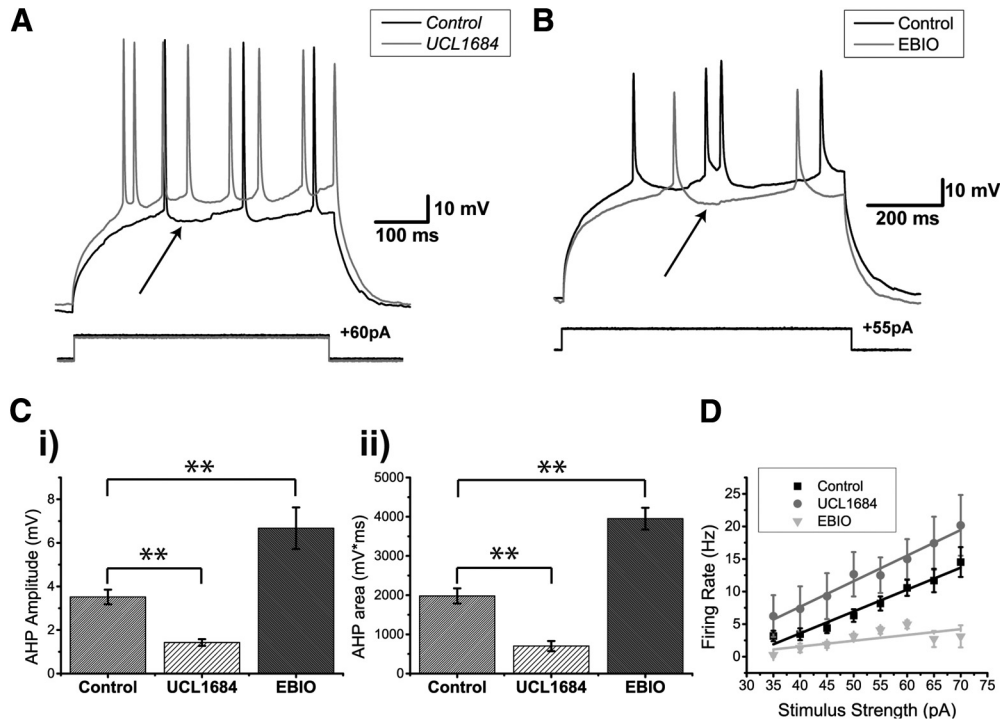 A
Control
UCL1684
10 mV
100 ms
+60pA
B
Control
EBIO
10 mV
200 ms
+55pA
C
i)
**
**
AHP Amplitude (mV)
8
6
4
2
0
Control UCL1684 EBIO
ii)
**
**
AHP area (mV*ms)
5000
4000
3000
2000
1000
0
Control UCL1684 EBIO
D
Control
UCL1684
EBIO
Firing Rate (Hz)
25
20
15
10
5
0
30 35 40 45 50 55 60 65 70 75
Stimulus Strength (pA)